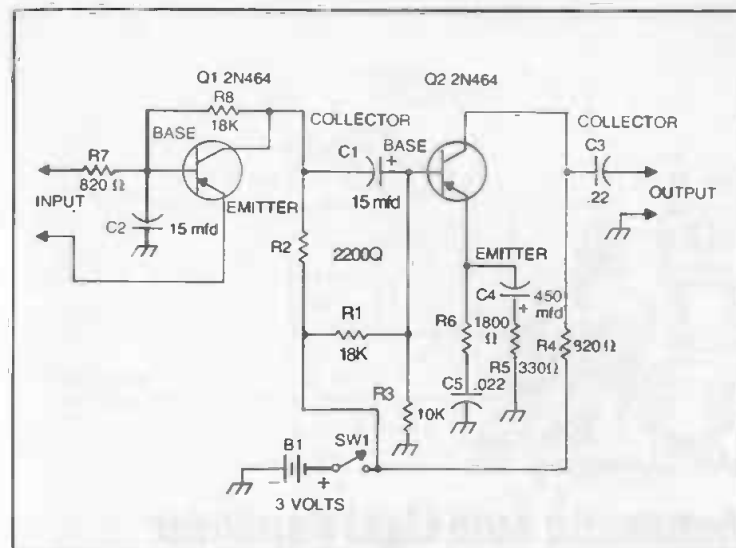 Q1 2N464
Q2 2N464
R8
18K
COLLECTOR
COLLECTOR
BASE
C1
+
BASE
C3
R7
820 Ω
15 mfd
.22
INPUT
OUTPUT
EMITTER
C2
15 mfd
R2
2200Q
EMITTER
C4
450
mfd
+
R6
1800
Ω
R1
18K
R5
330Ω
R4
820Ω
C5
.022
R3
10K
B1
SW1
–
+
3 VOLTS